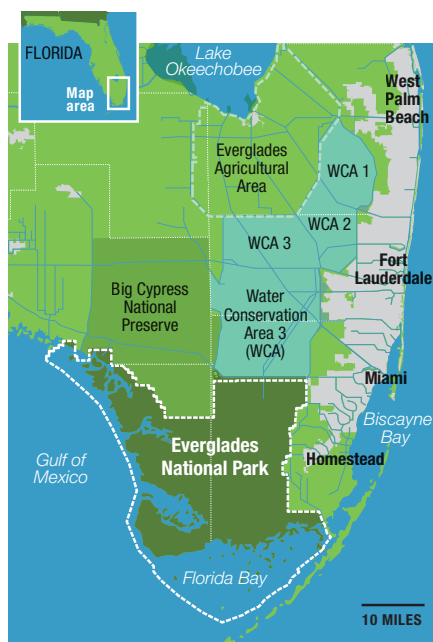 FLORIDA
Map
area
Lake
Okeechobee
West
Palm
Beach
Everglades
Agricultural
Area
WCA 1
WCA 2
WCA 3
Fort
Lauderdale
Big Cypress
National
Preserve
Water
Conservation
Area 3
(WCA)
Miami
Biscayne
Bay
Everglades
National Park
Gulf of
Mexico
Homestead
Florida Bay
10 MILES